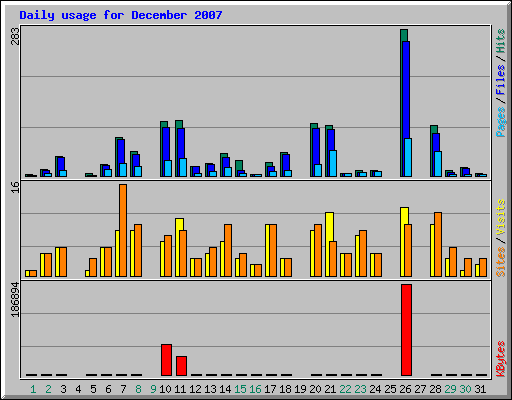 Daily usage for December 2007
283
Pages / Files / Hits
16
Sites / Visits
186894
KBytes
1 2 3 4 5 6 7 8 9 10 11 12 13 14 15 16 17 18 19 20 21 22 23 24 25 26 27 28 29 30 31